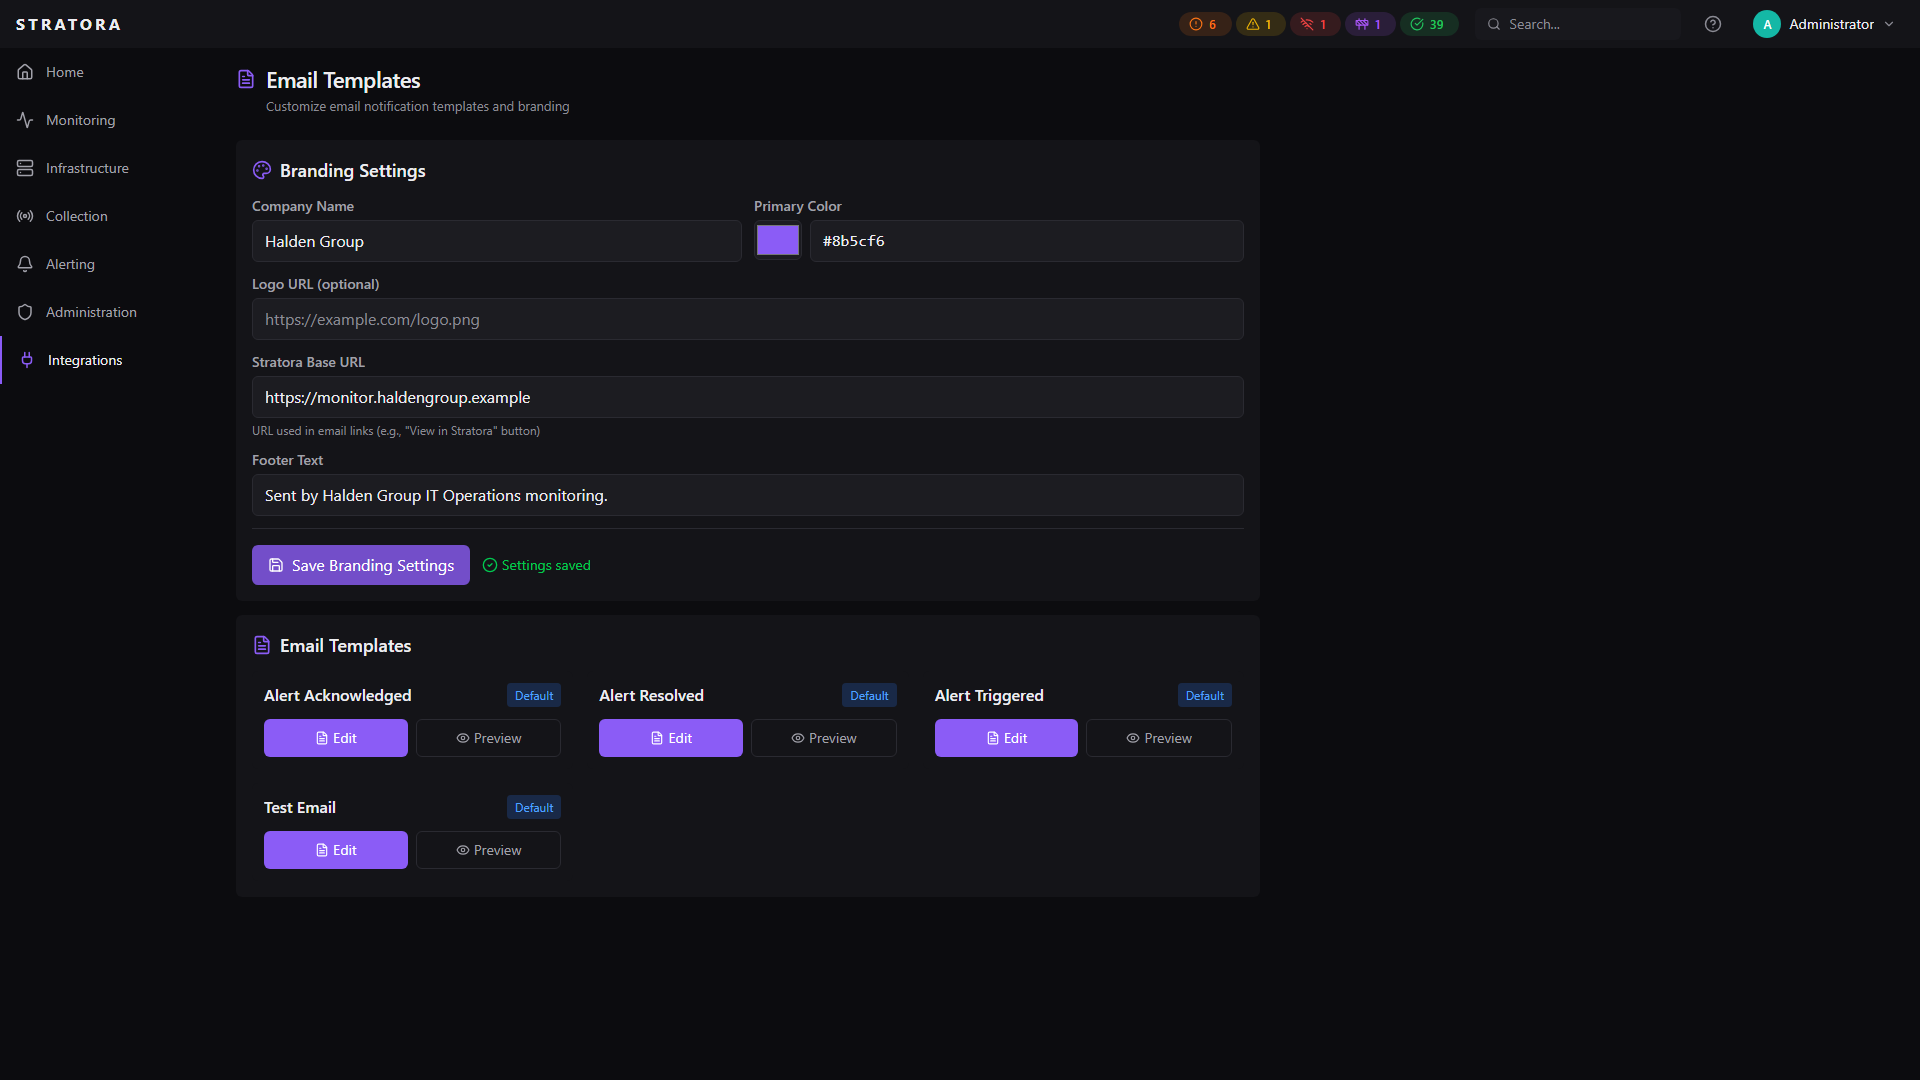 STRATORA
6
1
1
1
39
Search...
A
Administrator
Home
Monitoring
Infrastructure
Collection
Alerting
Administration
Integrations
Email Templates
Customize email notification templates and branding
Branding Settings
Company Name
Primary Color
Halden Group
#8b5cf6
Logo URL (optional)
https://example.com/logo.png
Stratora Base URL
https://monitor.haldengroup.example
URL used in email links (e.g., "View in Stratora" button)
Footer Text
Sent by Halden Group IT Operations monitoring.
Save Branding Settings
Settings saved
Email Templates
Alert Acknowledged
Default
Edit
Preview
Alert Resolved
Default
Edit
Preview
Alert Triggered
Default
Edit
Preview
Test Email
Default
Edit
Preview